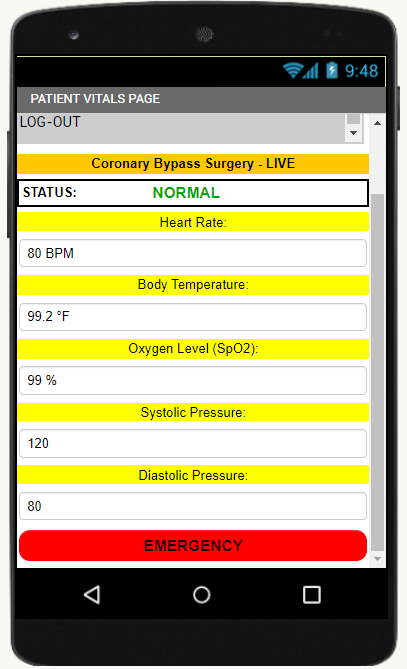 9:48
PATIENT VITALS PAGE
LOG-OUT
Coronary Bypass Surgery - LIVE
STATUS: NORMAL
Heart Rate:
80 BPM
Body Temperature:
99.2 °F
Oxygen Level (SpO2):
99 %
Systolic Pressure:
120
Diastolic Pressure:
80
EMERGENCY